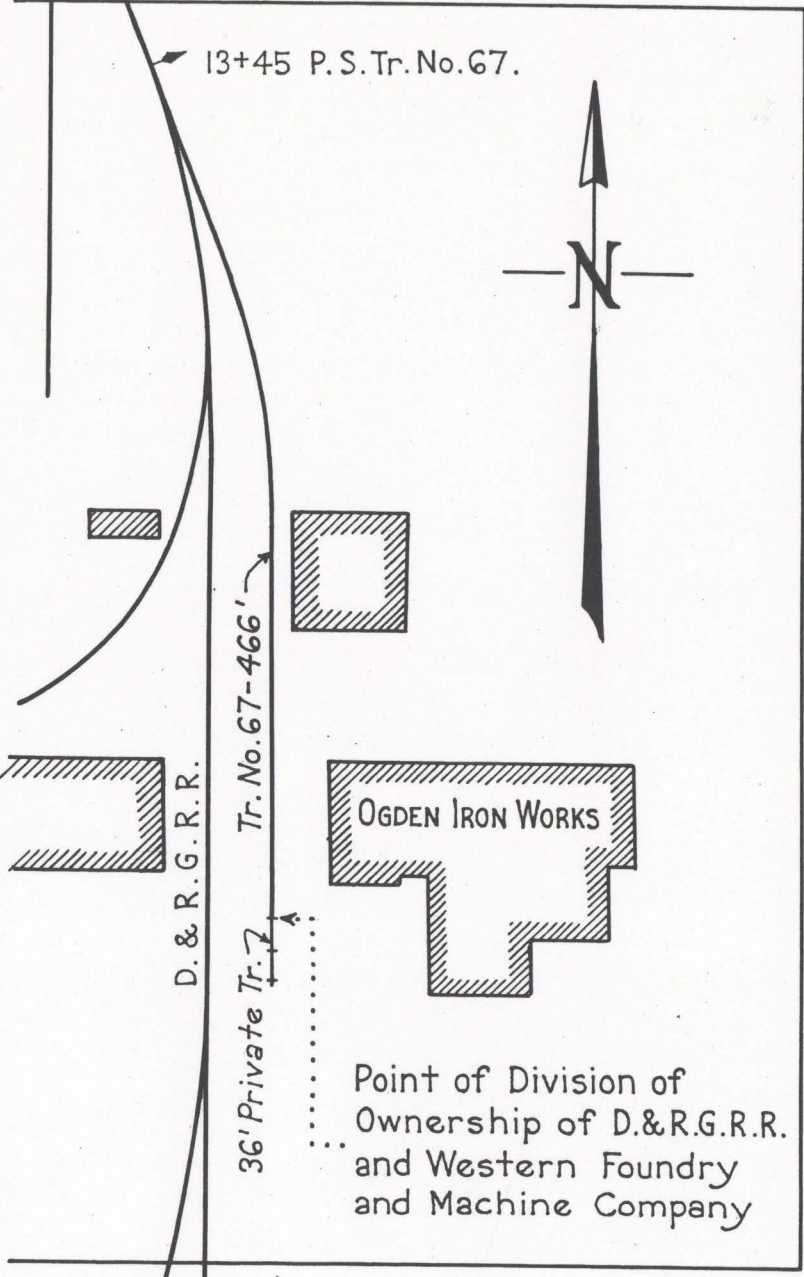 13+45 P.S.Tr.No.67.
N
Tr. No. 67-466'
OGDEN IRON WORKS
D. & R.G.R.R.
36' Private Tr.
Point of Division of
Ownership of D.&R.G.R.R.
and Western Foundry
and Machine Company